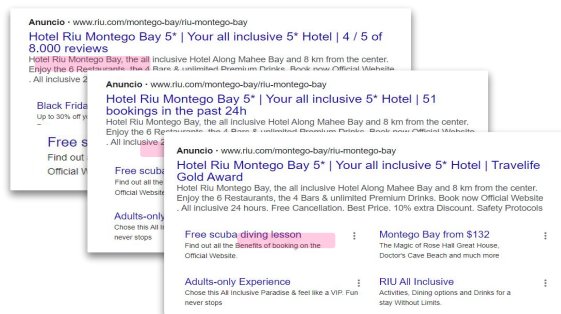 Anuncio · www.riu.com/montego-bay/riu-montego-bay
Hotel Riu Montego Bay 5* | Your all inclusive 5* Hotel | 4 / 5 of
8.000 reviews
Hotel Riu Montego Bay, the all inclusive Hotel Along Mahee Bay and 8 km from the center.
Enjoy the 6 Restaurants, the 4 Bars & unlimited Premium Drinks. Book now Official Website
. All inclusive 2
Black Frida
Up to 30% off y
Free s
Find out
Official W
Anuncio · www.riu.com/montego-bay/riu-montego-bay
Hotel Riu Montego Bay 5* | Your all inclusive 5* Hotel | 51
bookings in the past 24h
Hotel Riu Montego Bay, the all inclusive Hotel Along Mahee Bay and 8 km from the center.
Enjoy the 6 Restaurants, the 4 Bars & unlimited Premium Drinks. Book now Official Website
. All inclusive 2
Free scuba
Find out all the
Official Website
Adults-only
Chose this All I
never stops
Anuncio · www.riu.com/montego-bay/riu-montego-bay
Hotel Riu Montego Bay 5* | Your all inclusive 5* Hotel | Travelife
Gold Award
Hotel Riu Montego Bay, the all inclusive Hotel Along Mahee Bay and 8 km from the center.
Enjoy the 6 Restaurants, the 4 Bars & unlimited Premium Drinks. Book now Official Website
. All inclusive 24 hours. Free Cancellation. Best Price. 10% extra Discount. Safety Protocols
Free scuba diving lesson
Find out all the Benefits of booking on the
Official Website
Montego Bay from $132
The Magic of Rose Hall Great House,
Doctor's Cave Beach and much more
Adults-only Experience
Chose this All Inclusive Paradise & feel like a VIP. Fun
never stops
RIU All Inclusive
Activities, Dining options and Drinks for a
stay Without Limits.